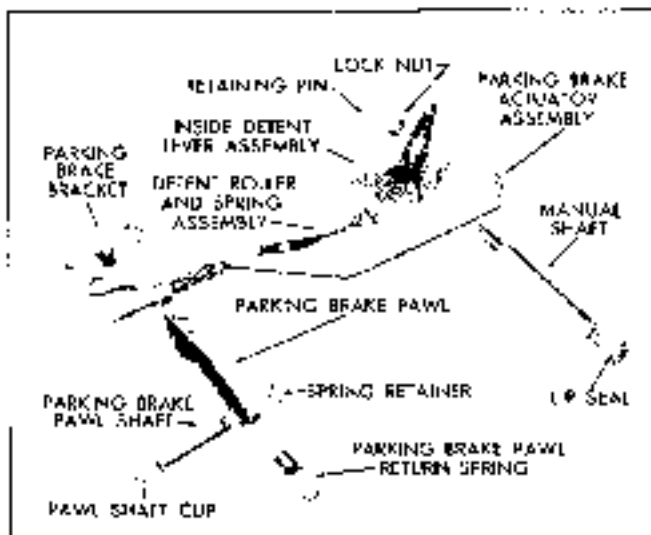 LOCK NUT
RETAINING PIN
PARKING BRAKE
ACTUATOR
ASSEMBLY
INSIDE DETENT
LEVER ASSEMBLY
PARKING
BRAKE
BRACKET
DETENT ROLLER
AND SPRING
ASSEMBLY
MANUAL
SHAFT
PARKING BRAKE PAWL
SPRING RETAINER
LIP SEAL
PARKING BRAKE
PAWL SHAFT
PARKING BRAKE PAWL
RETURN SPRING
PAWL SHAFT CUP